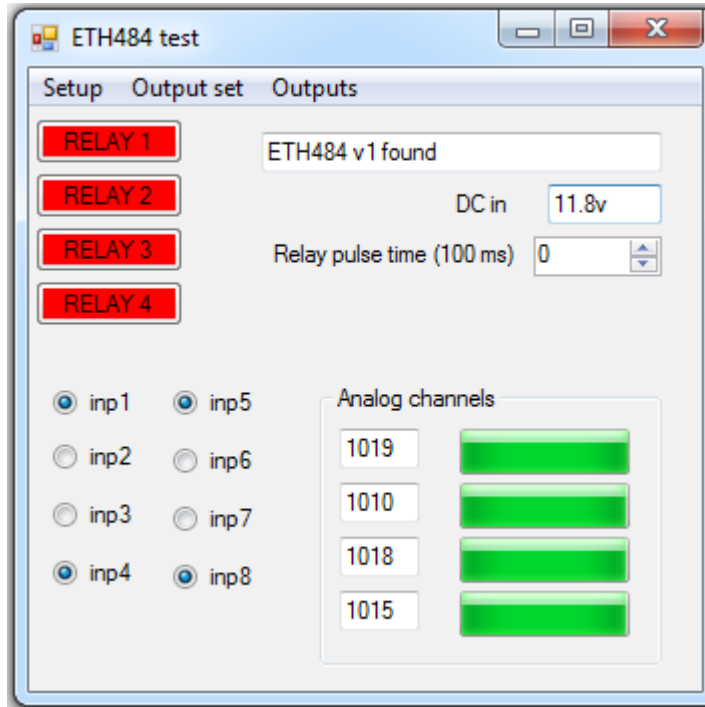 ETH484 test
Setup Output set Outputs
RELAY 1
ETH484 v1 found
RELAY 2
DC in 11.8v
RELAY 3
Relay pulse time (100 ms) 0
RELAY 4
inp1 inp5
inp2 inp6
inp3 inp7
inp4 inp8
Analog channels
1019
1010
1018
1015